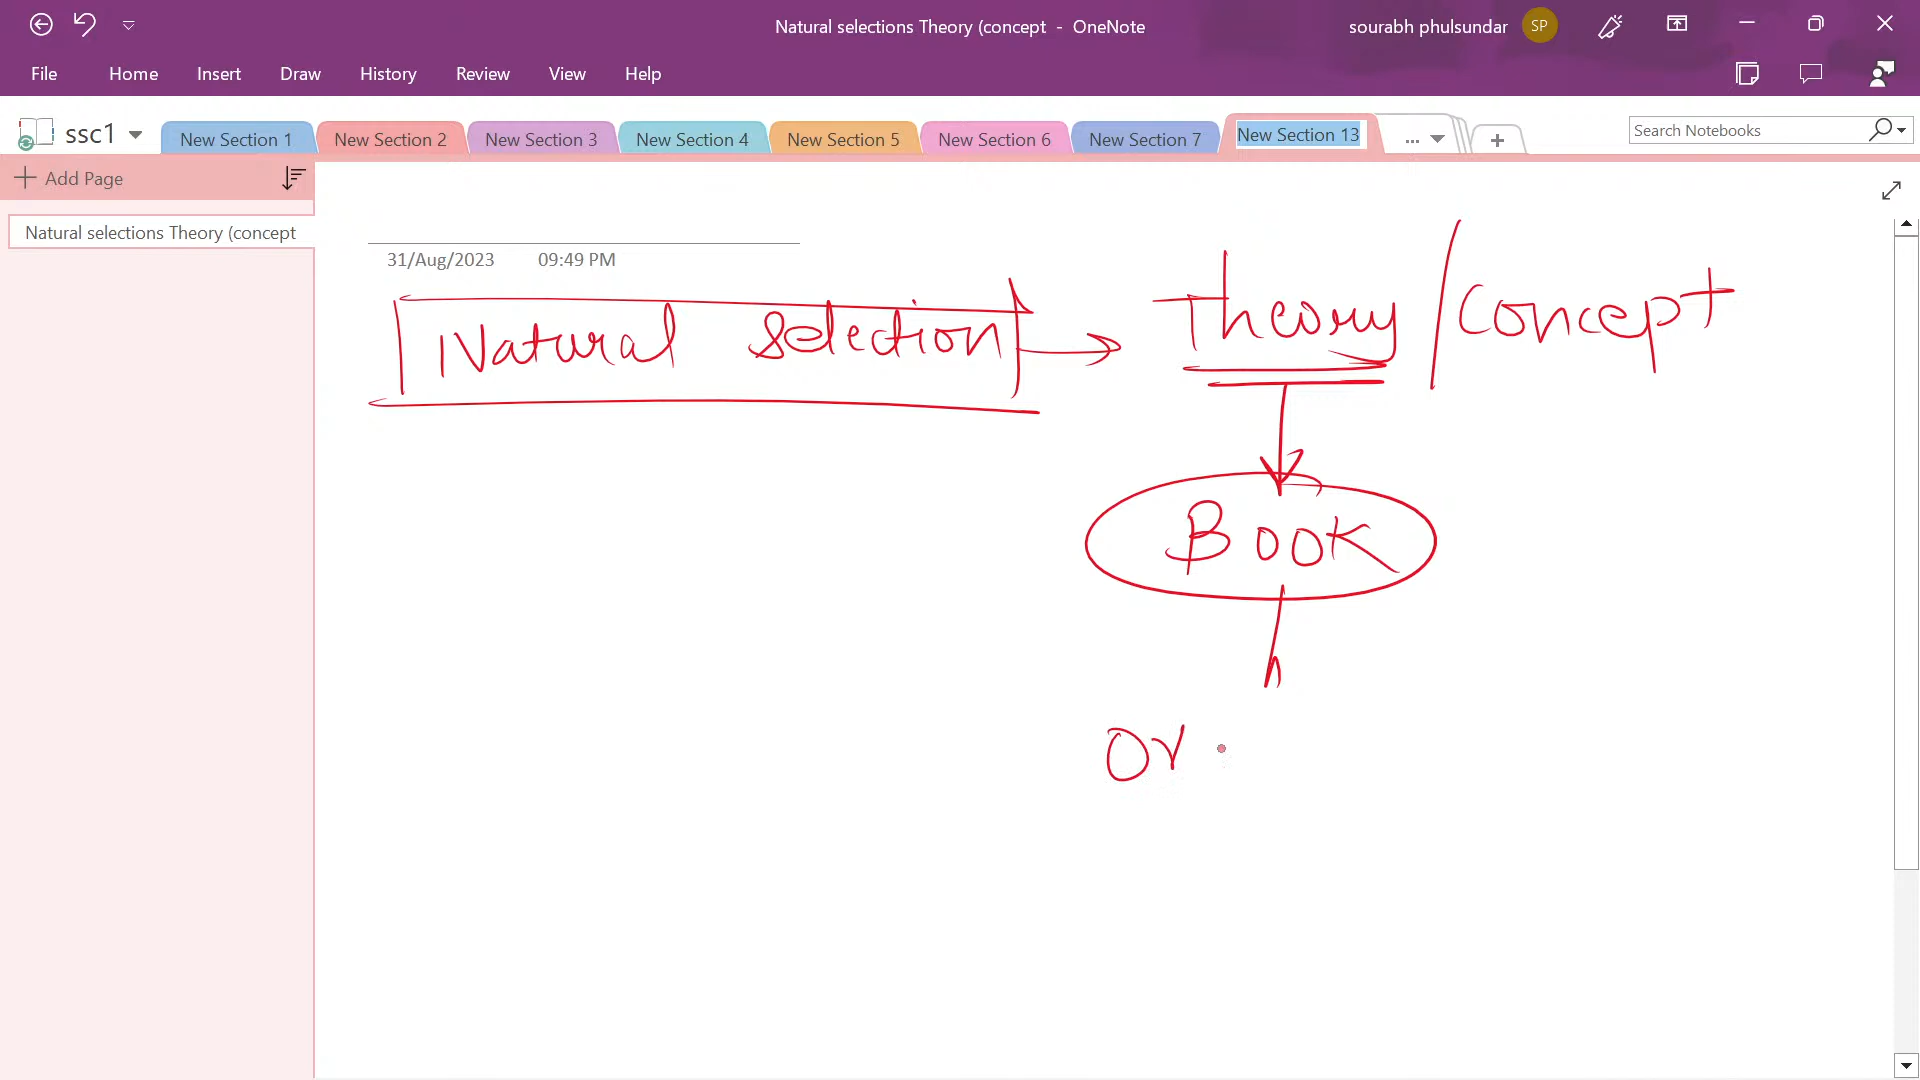 Natural selections Theory (concept - OneNote
sourabh phulsundar SP
File Home Insert Draw History Review View Help
ssc1 New Section 1 New Section 2 New Section 3 New Section 4 New Section 5 New Section 6 New Section 7 New Section 13 ... Search Notebooks
Add Page
Natural selections Theory (concept
31/Aug/2023 09:49 PM
Natural Selection → Theory / Concept
BOOK
Or